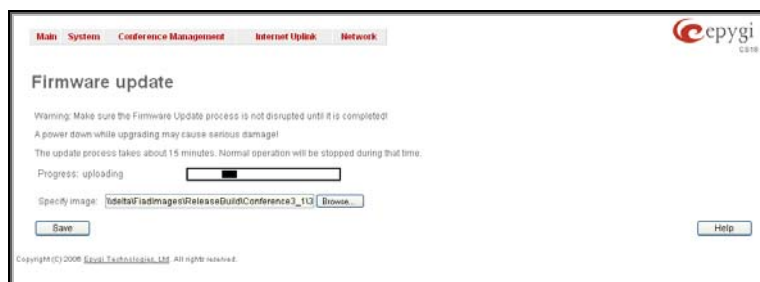 Main System Conference Management Internet Uplink Network
epygi
CS16
Firmware update
Warning: Make sure the Firmware Update process is not disrupted until it is completed!
A power down while upgrading may cause serious damage!
The update process takes about 15 minutes. Normal operation will be stopped during that time.
Progress: uploading
Specify image: \\delta\Fiadimages\ReleaseBuild\Conference3_1\3 Browse...
Save Help
Copyright (C) 2006 Epygi Technologies, Ltd. All rights reserved.